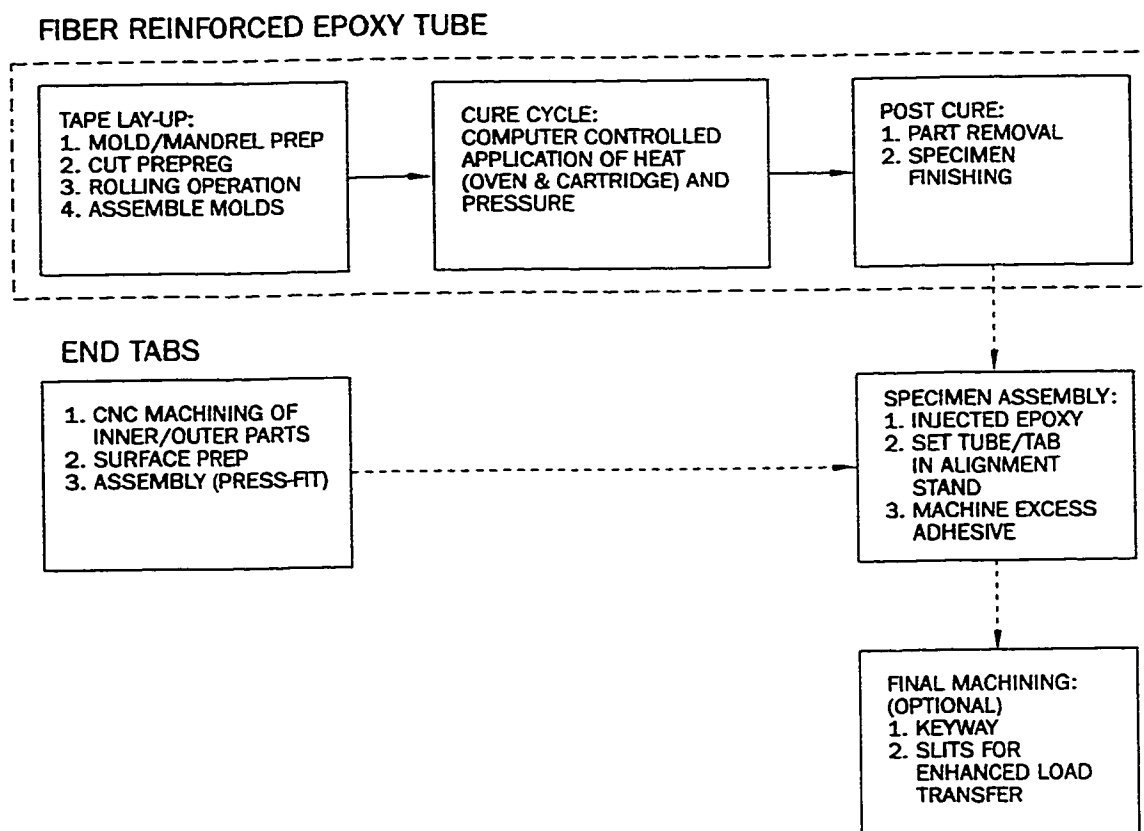 FIBER REINFORCED EPOXY TUBE
TAPE LAY-UP:
1. MOLD/MANDREL PREP
2. CUT PREPREG
3. ROLLING OPERATION
4. ASSEMBLE MOLDS
CURE CYCLE:
COMPUTER CONTROLLED
APPLICATION OF HEAT
(OVEN & CARTRIDGE) AND
PRESSURE
POST CURE:
1. PART REMOVAL
2. SPECIMEN
FINISHING
END TABS
1. CNC MACHINING OF
INNER/OUTER PARTS
2. SURFACE PREP
3. ASSEMBLY (PRESS-FIT)
SPECIMEN ASSEMBLY:
1. INJECTED EPOXY
2. SET TUBE/TAB
IN ALIGNMENT
STAND
3. MACHINE EXCESS
ADHESIVE
FINAL MACHINING:
(OPTIONAL)
1. KEYWAY
2. SLITS FOR
ENHANCED LOAD
TRANSFER